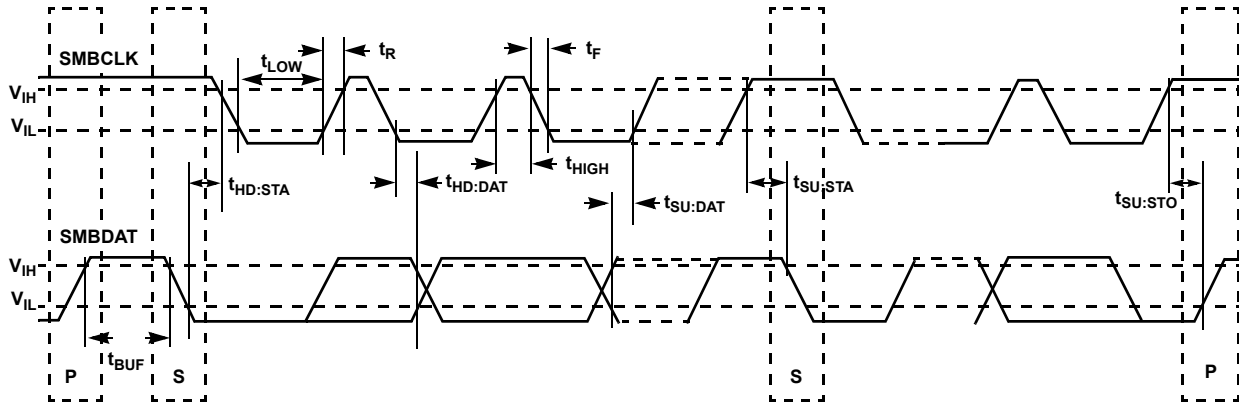 SMBCLK
tLOW
tR
tF
VIH
VIL
tHD:STA
tHD:DAT
tHIGH
tSU:DAT
tSU:STA
tSU:STO
SMBDAT
VIH
VIL
tBUF
P
S
S
P